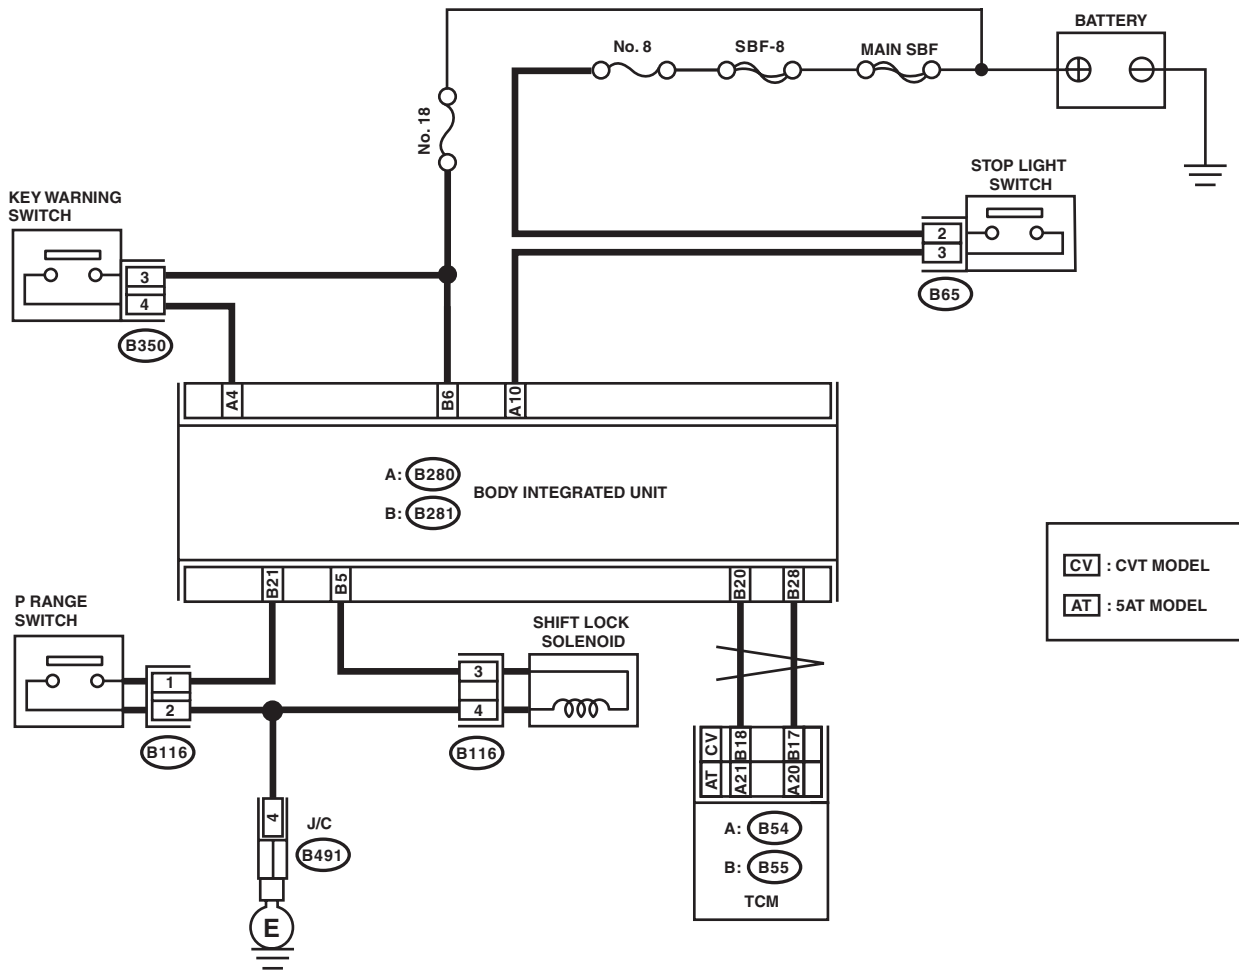 BATTERY
No. 8
SBF-8
MAIN SBF
No. 18
STOP LIGHT
SWITCH
KEY WARNING
SWITCH
2
3
3
4
B65
B350
A4
B6
A10
A: B280
BODY INTEGRATED UNIT
B: B281
CV : CVT MODEL
AT : 5AT MODEL
B21
B5
B20
B28
P RANGE
SWITCH
SHIFT LOCK
SOLENOID
1
2
3
4
B116
B116
CV
B18
B17
AT
A21
A20
4
J/C
B491
A: B54
B: B55
TCM
E